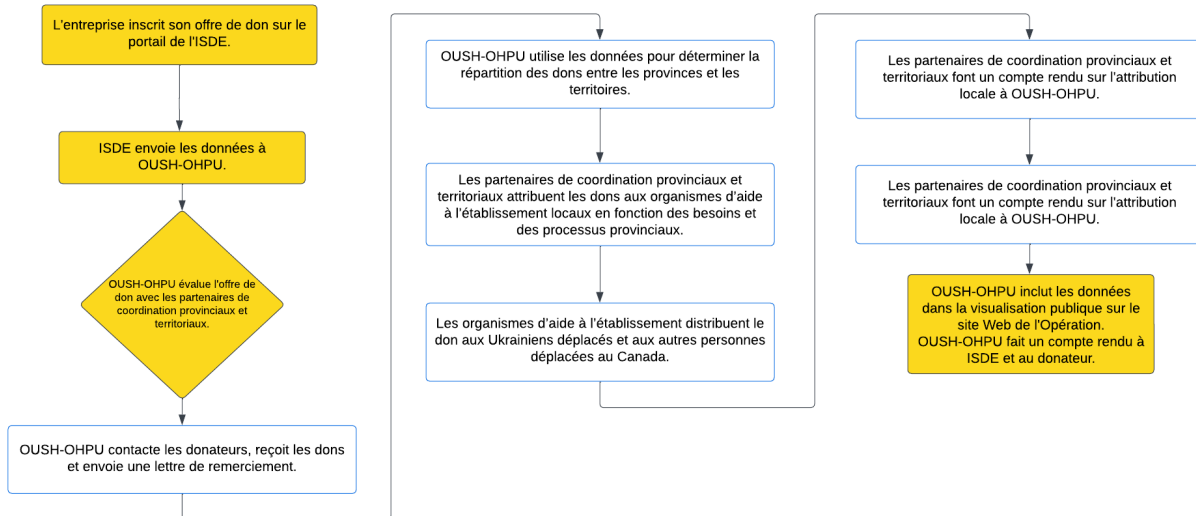 L'entreprise inscrit son offre de don sur le
portail de l'ISDE.
ISDE envoie les données à
OUSH-OHPU.
OUSH-OHPU évalue l'offre de
don avec les partenaires de
coordination provinciaux et
territoriaux.
OUSH-OHPU contacte les donateurs, reçoit les dons
et envoie une lettre de remerciement.
OUSH-OHPU utilise les données pour déterminer la
répartition des dons entre les provinces et les
territoires.
Les partenaires de coordination provinciaux et
territoriaux attribuent les dons aux organismes d’aide
à l’établissement locaux en fonction des besoins et
des processus provinciaux.
Les organismes d’aide à l’établissement distribuent le
don aux Ukrainiens déplacés et aux autres personnes
déplacées au Canada.
Les partenaires de coordination provinciaux et
territoriaux font un compte rendu sur l'attribution
locale à OUSH-OHPU.
Les partenaires de coordination provinciaux et
territoriaux font un compte rendu sur l'attribution
locale à OUSH-OHPU.
OUSH-OHPU inclut les données
dans la visualisation publique sur le
site Web de l'Opération.
OUSH-OHPU fait un compte rendu à
ISDE et au donateur.